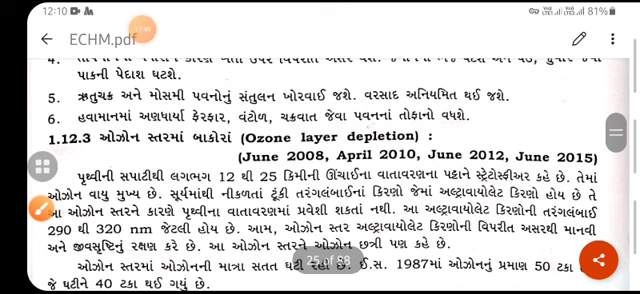 12:10 81%
17:49
ECHM.pdf
પાકની પેદાશ ઘટશે.
5. ઋતુચક્ર અને મોસમી પવનોનું સંતુલન ખોરવાઈ જશે. વરસાદ અનિયમિત થઈ જશે.
6. હવામાનમાં અણધાર્યા ફેરફાર, વંટોળ, ચક્રવાત જેવા પવનનાં તોફાનો વધશે.
1.12.3 ઓઝોન સ્તરમાં બાકોરાં (Ozone layer depletion) :
(June 2008, April 2010, June 2012, June 2015)
પૃથ્વીની સપાટીથી લગભગ 12 થી 25 કિમીની ઊંચાઈના વાતાવરણના પટ્ટાને સ્ટ્રેટોસ્ફીઅર કહે છે. તેમાં
ઓઝોન વાયુ મુખ્ય છે. સૂર્યમાંથી નીકળતાં ટૂંકી તરંગલંબાઈનાં કિરણો જેમાં અલ્ટ્રાવાયોલેટ કિરણો હોય છે તે
આ ઓઝોન સ્તરને કારણે પૃથ્વીના વાતાવરણમાં પ્રવેશી શકતાં નથી. આ અલ્ટ્રાવાયોલેટ કિરણોની તરંગલંબાઈ
290 થી 320 nm જેટલી હોય છે. આમ, ઓઝોન સ્તર અલ્ટ્રાવાયોલેટ કિરણોની વિપરીત અસરથી માનવી
અને જીવસૃષ્ટિનું રક્ષણ કરે છે. આ ઓઝોન સ્તરને ઓઝોન છત્રી પણ કહે છે.
25 of 88
ઓઝોન સ્તરમાં ઓઝોનની માત્રા સતત ઘટી રહી છે. ઈ.સ. 1987માં ઓઝોનનું પ્રમાણ 50 ટકા
જે ઘટીને 40 ટકા થઈ ગયું છે.